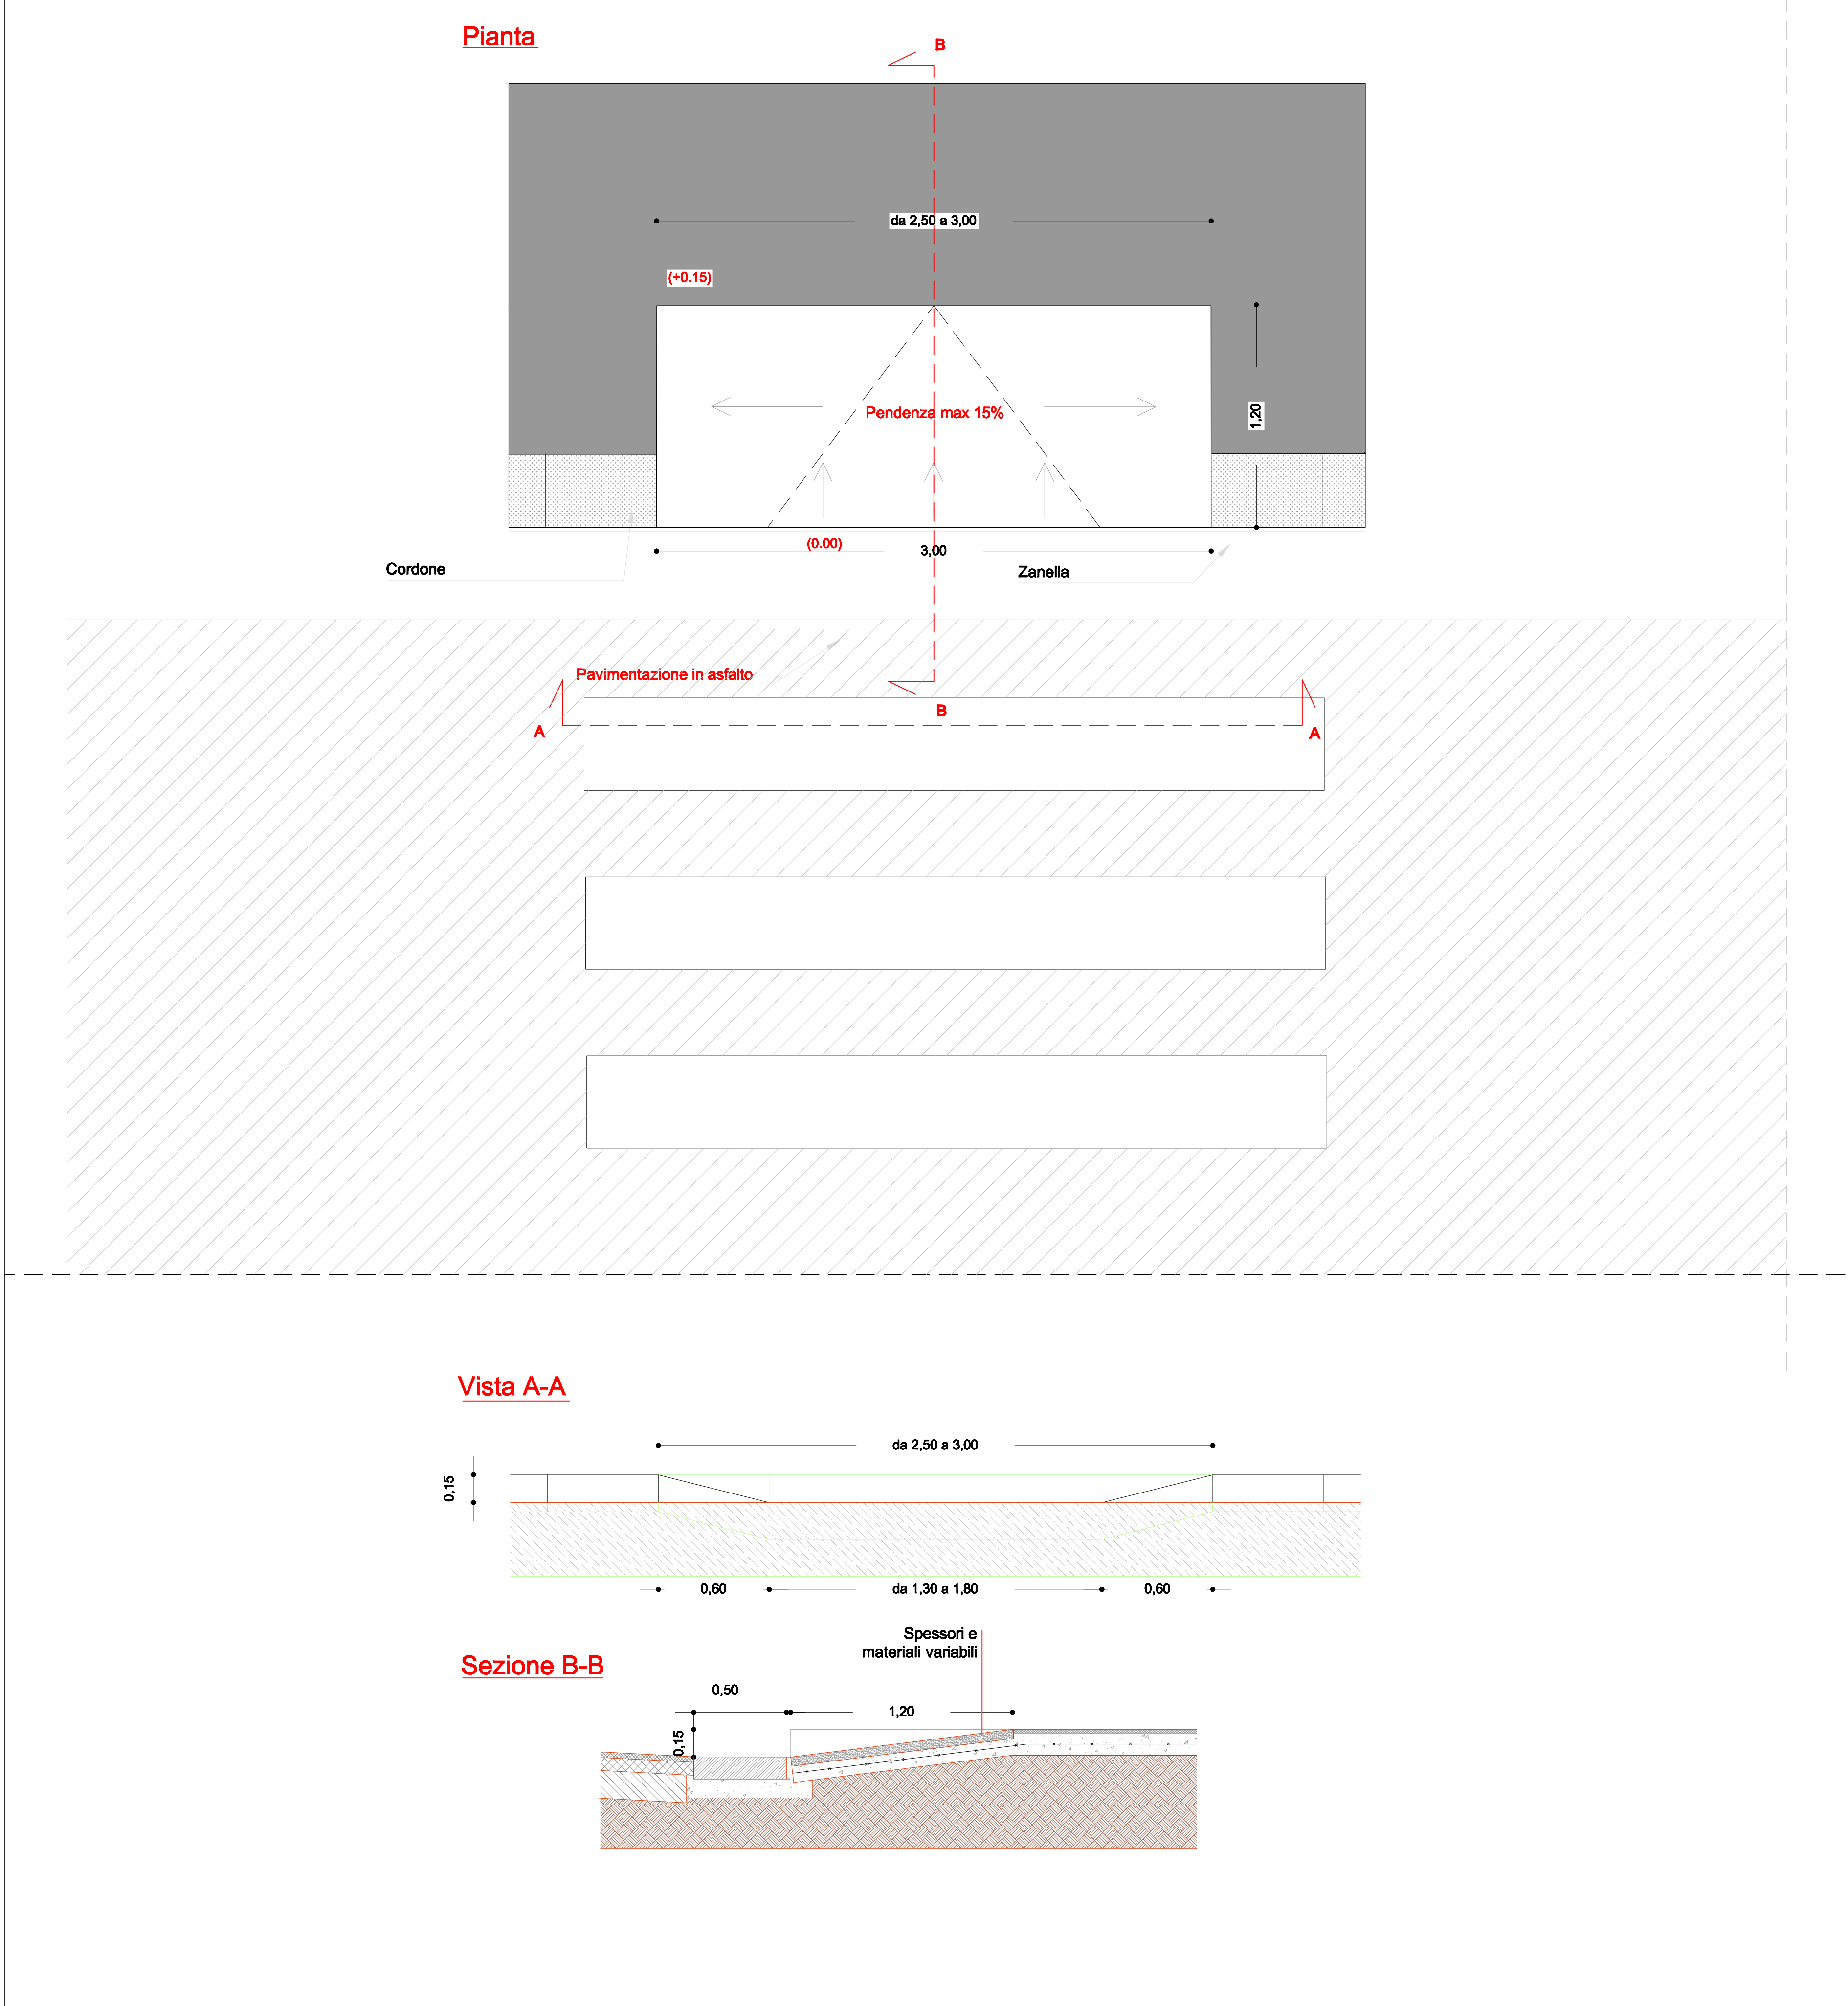 Pianta
B
da 2,50 a 3,00
(+0.15)
1,20
Pendenza max 15%
(0.00)
3,00
Cordone
Zanella
Pavimentazione in asfalto
B
A
A
Vista A-A
da 2,50 a 3,00
0,15
0,60
da 1,30 a 1,80
0,60
Spessori e
materiali variabili
Sezione B-B
0,50
1,20
0,15